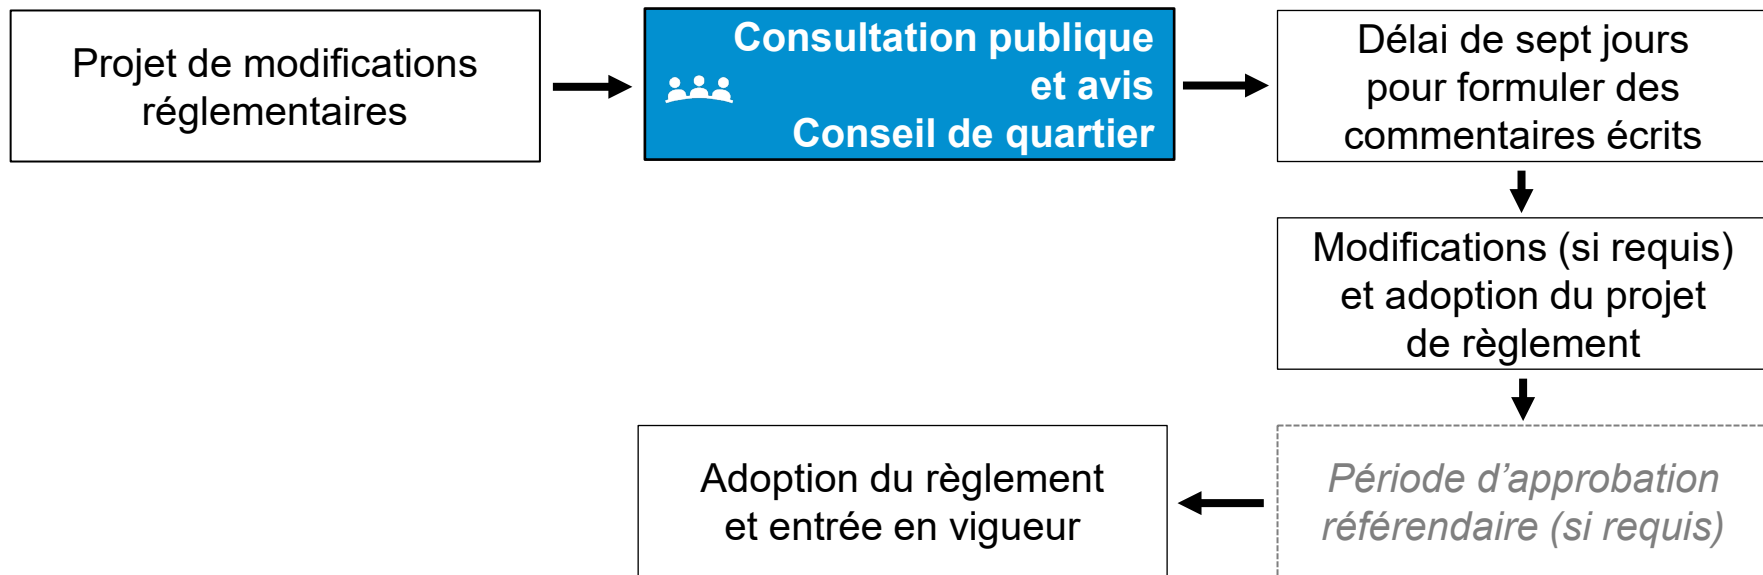 Projet de modifications
réglementaires
Consultation publique
et avis
Conseil de quartier
Délai de sept jours
pour formuler des
commentaires écrits
Modifications (si requis)
et adoption du projet
de règlement
Période d’approbation
référendaire (si requis)
Adoption du règlement
et entrée en vigueur